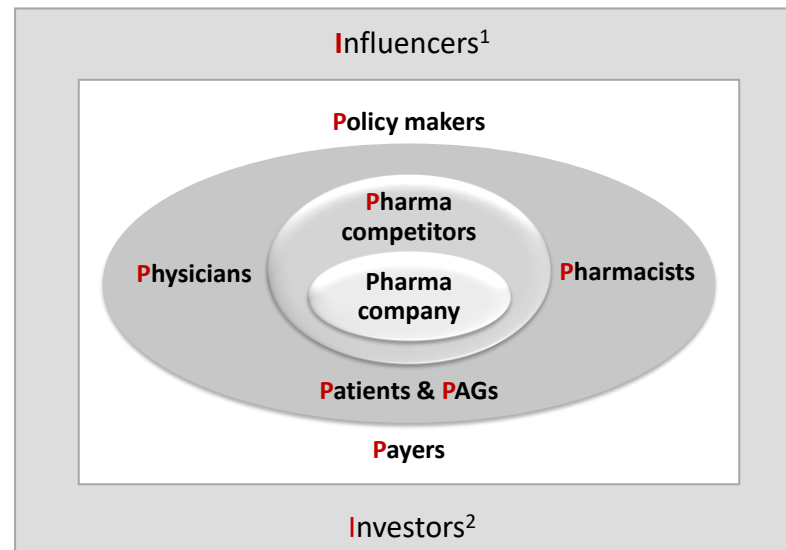 Influencers¹
Policy makers
Pharma
competitors
Physicians
Pharmacists
Pharma
company
Patients & PAGs
Payers
Investors²